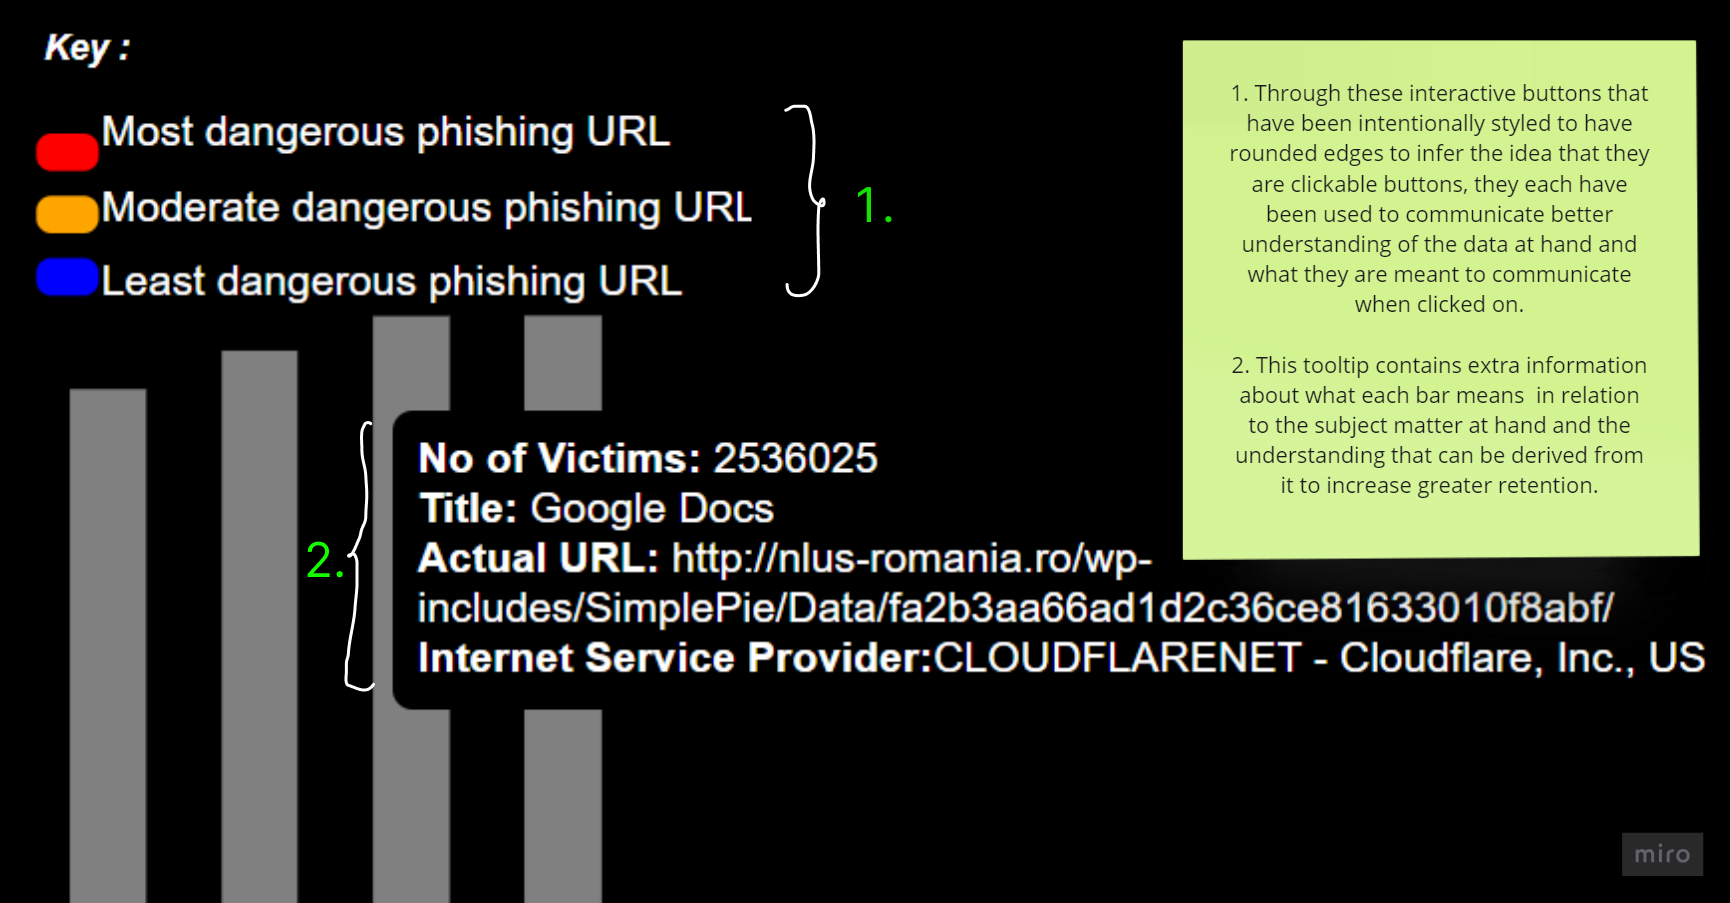 Key :
Most dangerous phishing URL
Moderate dangerous phishing URL
Least dangerous phishing URL
1.
2.
No of Victims: 2536025
Title: Google Docs
Actual URL: http://nlus-romania.ro/wp-
includes/SimplePie/Data/fa2b3aa66ad1d2c36ce81633010f8abf/
Internet Service Provider:CLOUDFLARENET - Cloudflare, Inc., US
1. Through these interactive buttons that
have been intentionally styled to have
rounded edges to infer the idea that they
are clickable buttons, they each have
been used to communicate better
understanding of the data at hand and
what they are meant to communicate
when clicked on.
2. This tooltip contains extra information
about what each bar means  in relation
to the subject matter at hand and the
understanding that can be derived from
it to increase greater retention.
miro